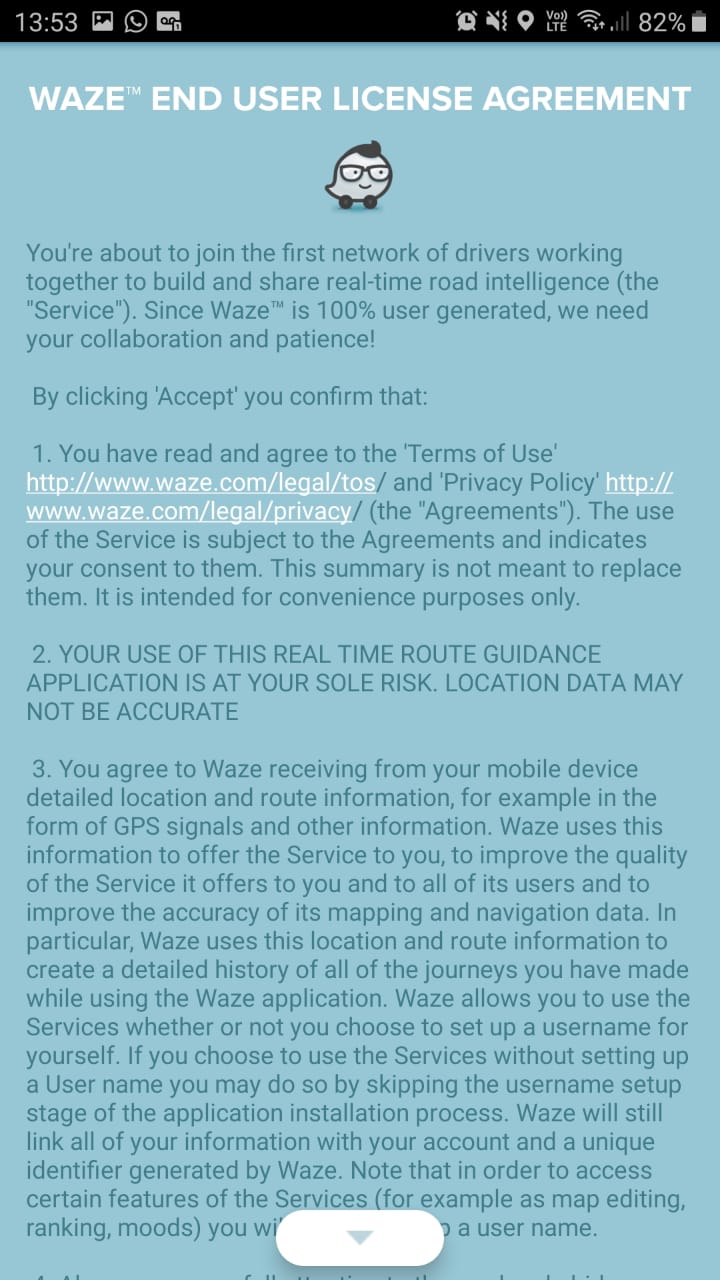 13:53
Vo)) LTE 82%
WAZE™ END USER LICENSE AGREEMENT
You're about to join the first network of drivers working
together to build and share real-time road intelligence (the
"Service"). Since Waze™ is 100% user generated, we need
your collaboration and patience!
By clicking 'Accept' you confirm that:
1. You have read and agree to the 'Terms of Use'
http://www.waze.com/legal/tos/ and 'Privacy Policy' http://
www.waze.com/legal/privacy/ (the "Agreements"). The use
of the Service is subject to the Agreements and indicates
your consent to them. This summary is not meant to replace
them. It is intended for convenience purposes only.
2. YOUR USE OF THIS REAL TIME ROUTE GUIDANCE
APPLICATION IS AT YOUR SOLE RISK. LOCATION DATA MAY
NOT BE ACCURATE
3. You agree to Waze receiving from your mobile device
detailed location and route information, for example in the
form of GPS signals and other information. Waze uses this
information to offer the Service to you, to improve the quality
of the Service it offers to you and to all of its users and to
improve the accuracy of its mapping and navigation data. In
particular, Waze uses this location and route information to
create a detailed history of all of the journeys you have made
while using the Waze application. Waze allows you to use the
Services whether or not you choose to set up a username for
yourself. If you choose to use the Services without setting up
a User name you may do so by skipping the username setup
stage of the application installation process. Waze will still
link all of your information with your account and a unique
identifier generated by Waze. Note that in order to access
certain features of the Services (for example as map editing,
ranking, moods) you a user name.